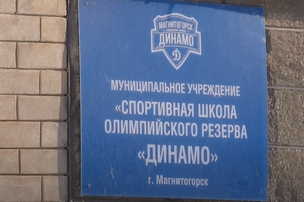 МАГНИТОГОРСК
ДИНАМО
Д
МУНИЦИПАЛЬНОЕ УЧРЕЖДЕНИЕ
«СПОРТИВНАЯ ШКОЛА
ОЛИМПИЙСКОГО РЕЗЕРВА
«ДИНАМО»
г. Магнитогорск